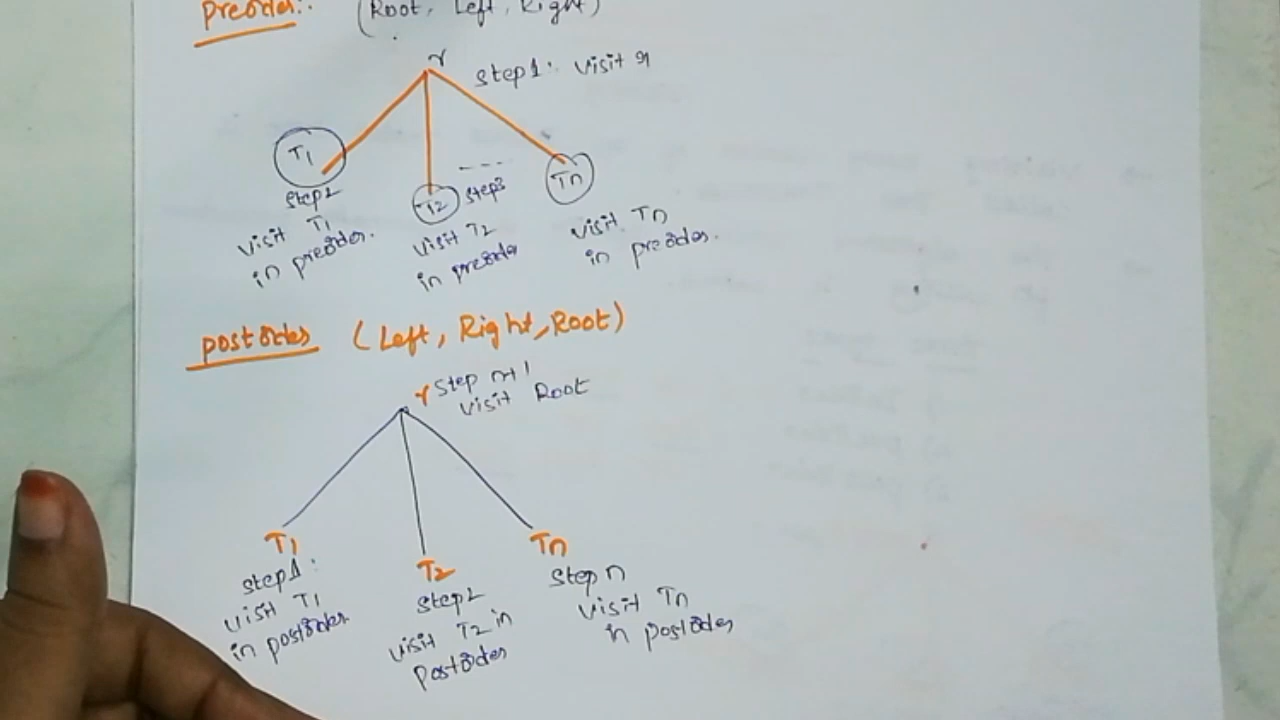 Preorder:
(Root, Left, Right)
r
Step1: visit r
T1
T2
----
Tn
Step2
visit T1
in preorder.
Step3
visit T2
in preorder
visit Tn
in preorder.
postorder (Left, Right, Root)
r Step n+1
visit Root
T1
Step1:
visit T1
in postorder
T2
Step2
visit T2 in
Postorder
Tn
Step n
visit Tn
in postorder